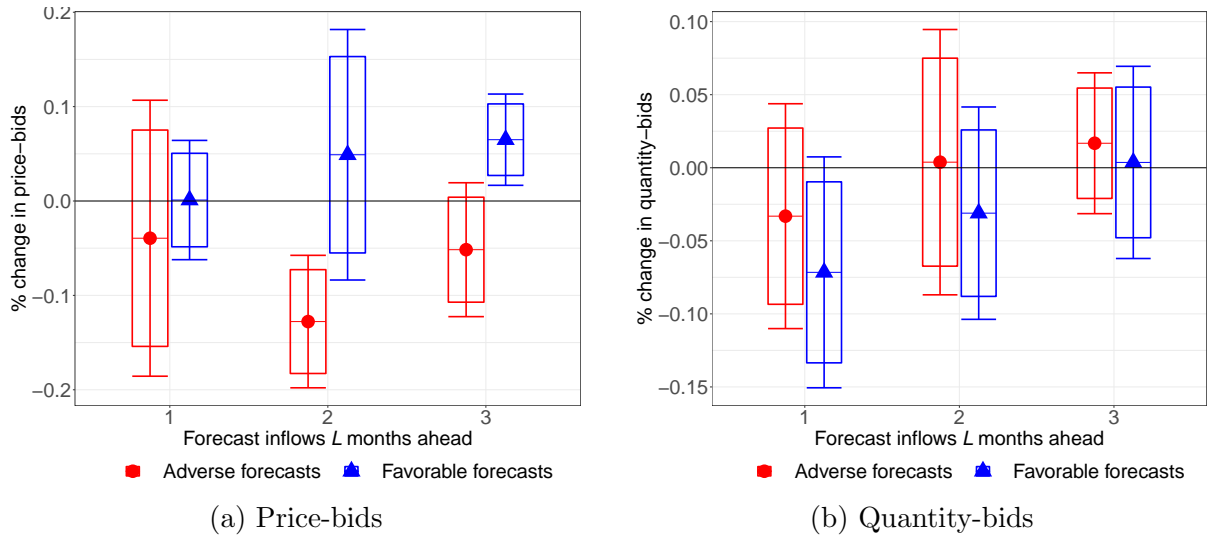 % change in price–bids
0.2
0.1
0.0
−0.1
−0.2
1 2 3
Forecast inflows L months ahead
Adverse forecasts Favorable forecasts
(a) Price-bids
% change in quantity–bids
0.10
0.05
0.00
−0.05
−0.10
−0.15
1 2 3
Forecast inflows L months ahead
Adverse forecasts Favorable forecasts
(b) Quantity-bids